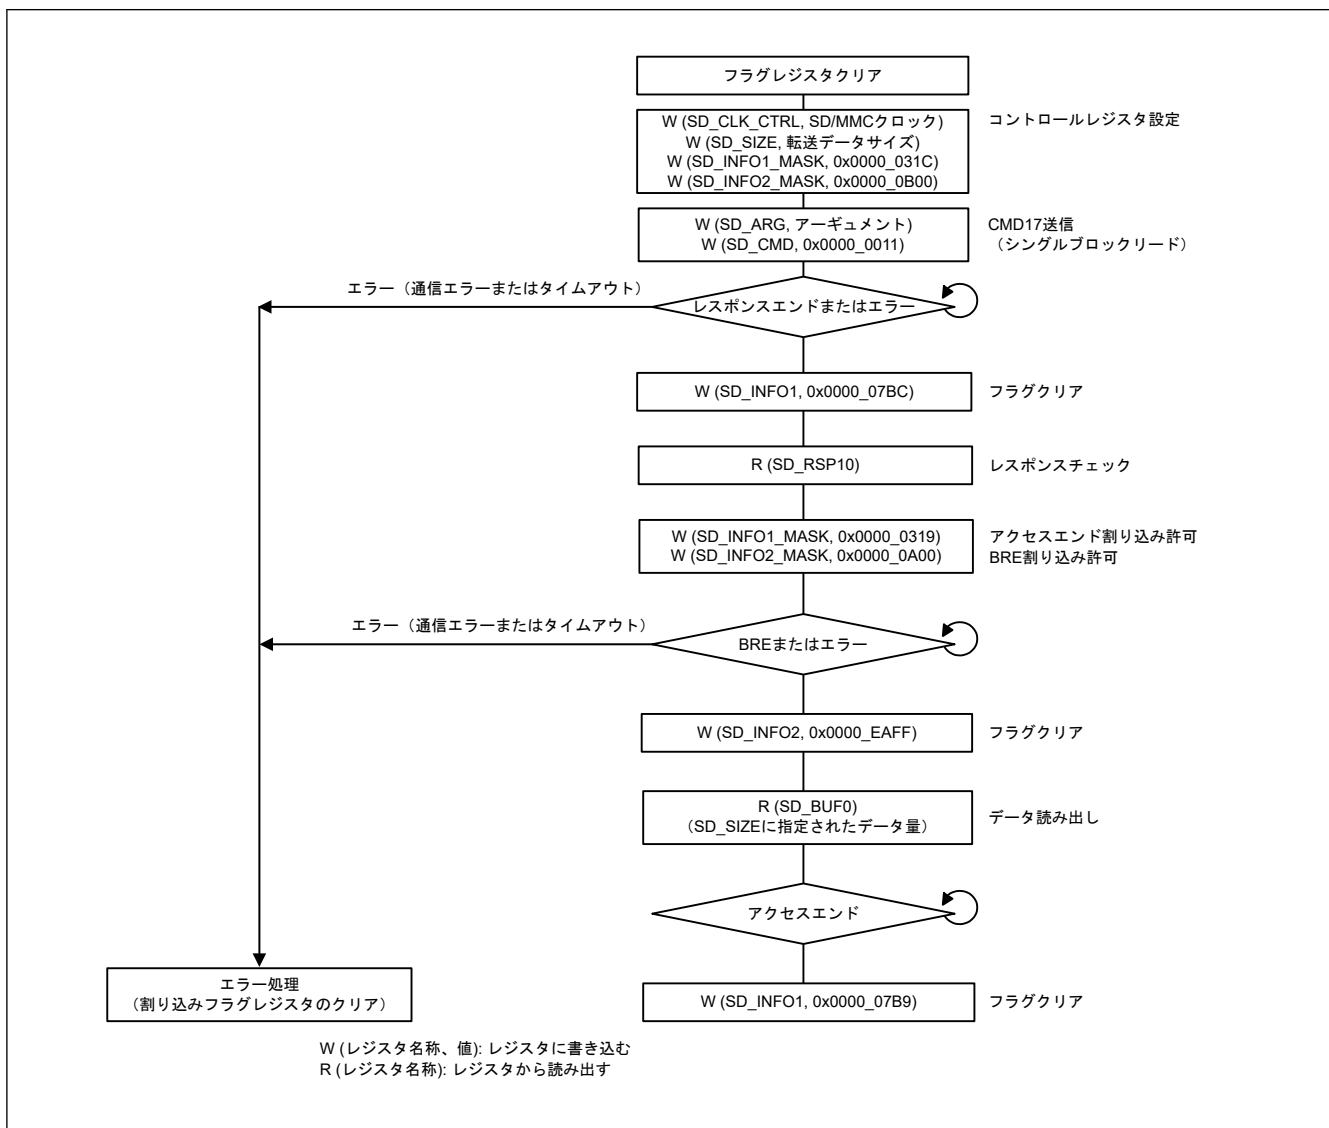 フラグレジスタクリア
W (SD_CLK_CTRL, SD/MMCクロック)
W (SD_SIZE, 転送データサイズ)
W (SD_INFO1_MASK, 0x0000_031C)
W (SD_INFO2_MASK, 0x0000_0B00)
コントロールレジスタ設定
W (SD_ARG, アーギュメント)
W (SD_CMD, 0x0000_0011)
CMD17送信
（シングルブロックリード）
エラー（通信エラーまたはタイムアウト）
レスポンスエンドまたはエラー
W (SD_INFO1, 0x0000_07BC)
フラグクリア
R (SD_RSP10)
レスポンスチェック
W (SD_INFO1_MASK, 0x0000_0319)
W (SD_INFO2_MASK, 0x0000_0A00)
アクセスエンド割り込み許可
BRE割り込み許可
エラー（通信エラーまたはタイムアウト）
BREまたはエラー
W (SD_INFO2, 0x0000_EAFF)
フラグクリア
R (SD_BUF0)
（SD_SIZEに指定されたデータ量）
データ読み出し
アクセスエンド
エラー処理
（割り込みフラグレジスタのクリア）
W (SD_INFO1, 0x0000_07B9)
フラグクリア
W (レジスタ名称、値): レジスタに書き込む
R (レジスタ名称): レジスタから読み出す